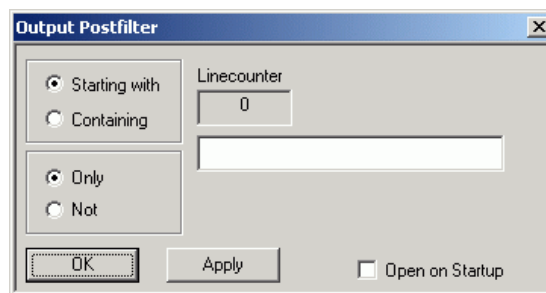 Output Postfilter
Starting with
Containing
Linecounter
0
Only
Not
OK
Apply
Open on Startup